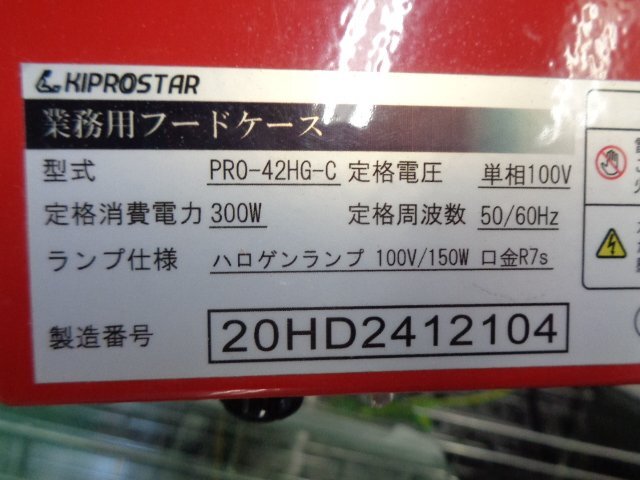 KIPROSTAR
業務用フードケース
型式 PRO-42HG-C 定格電圧 単相100V
定格消費電力 300W 定格周波数 50/60Hz
ランプ仕様 ハロゲンランプ 100V/150W 口金R7s
製造番号 20HD2412104